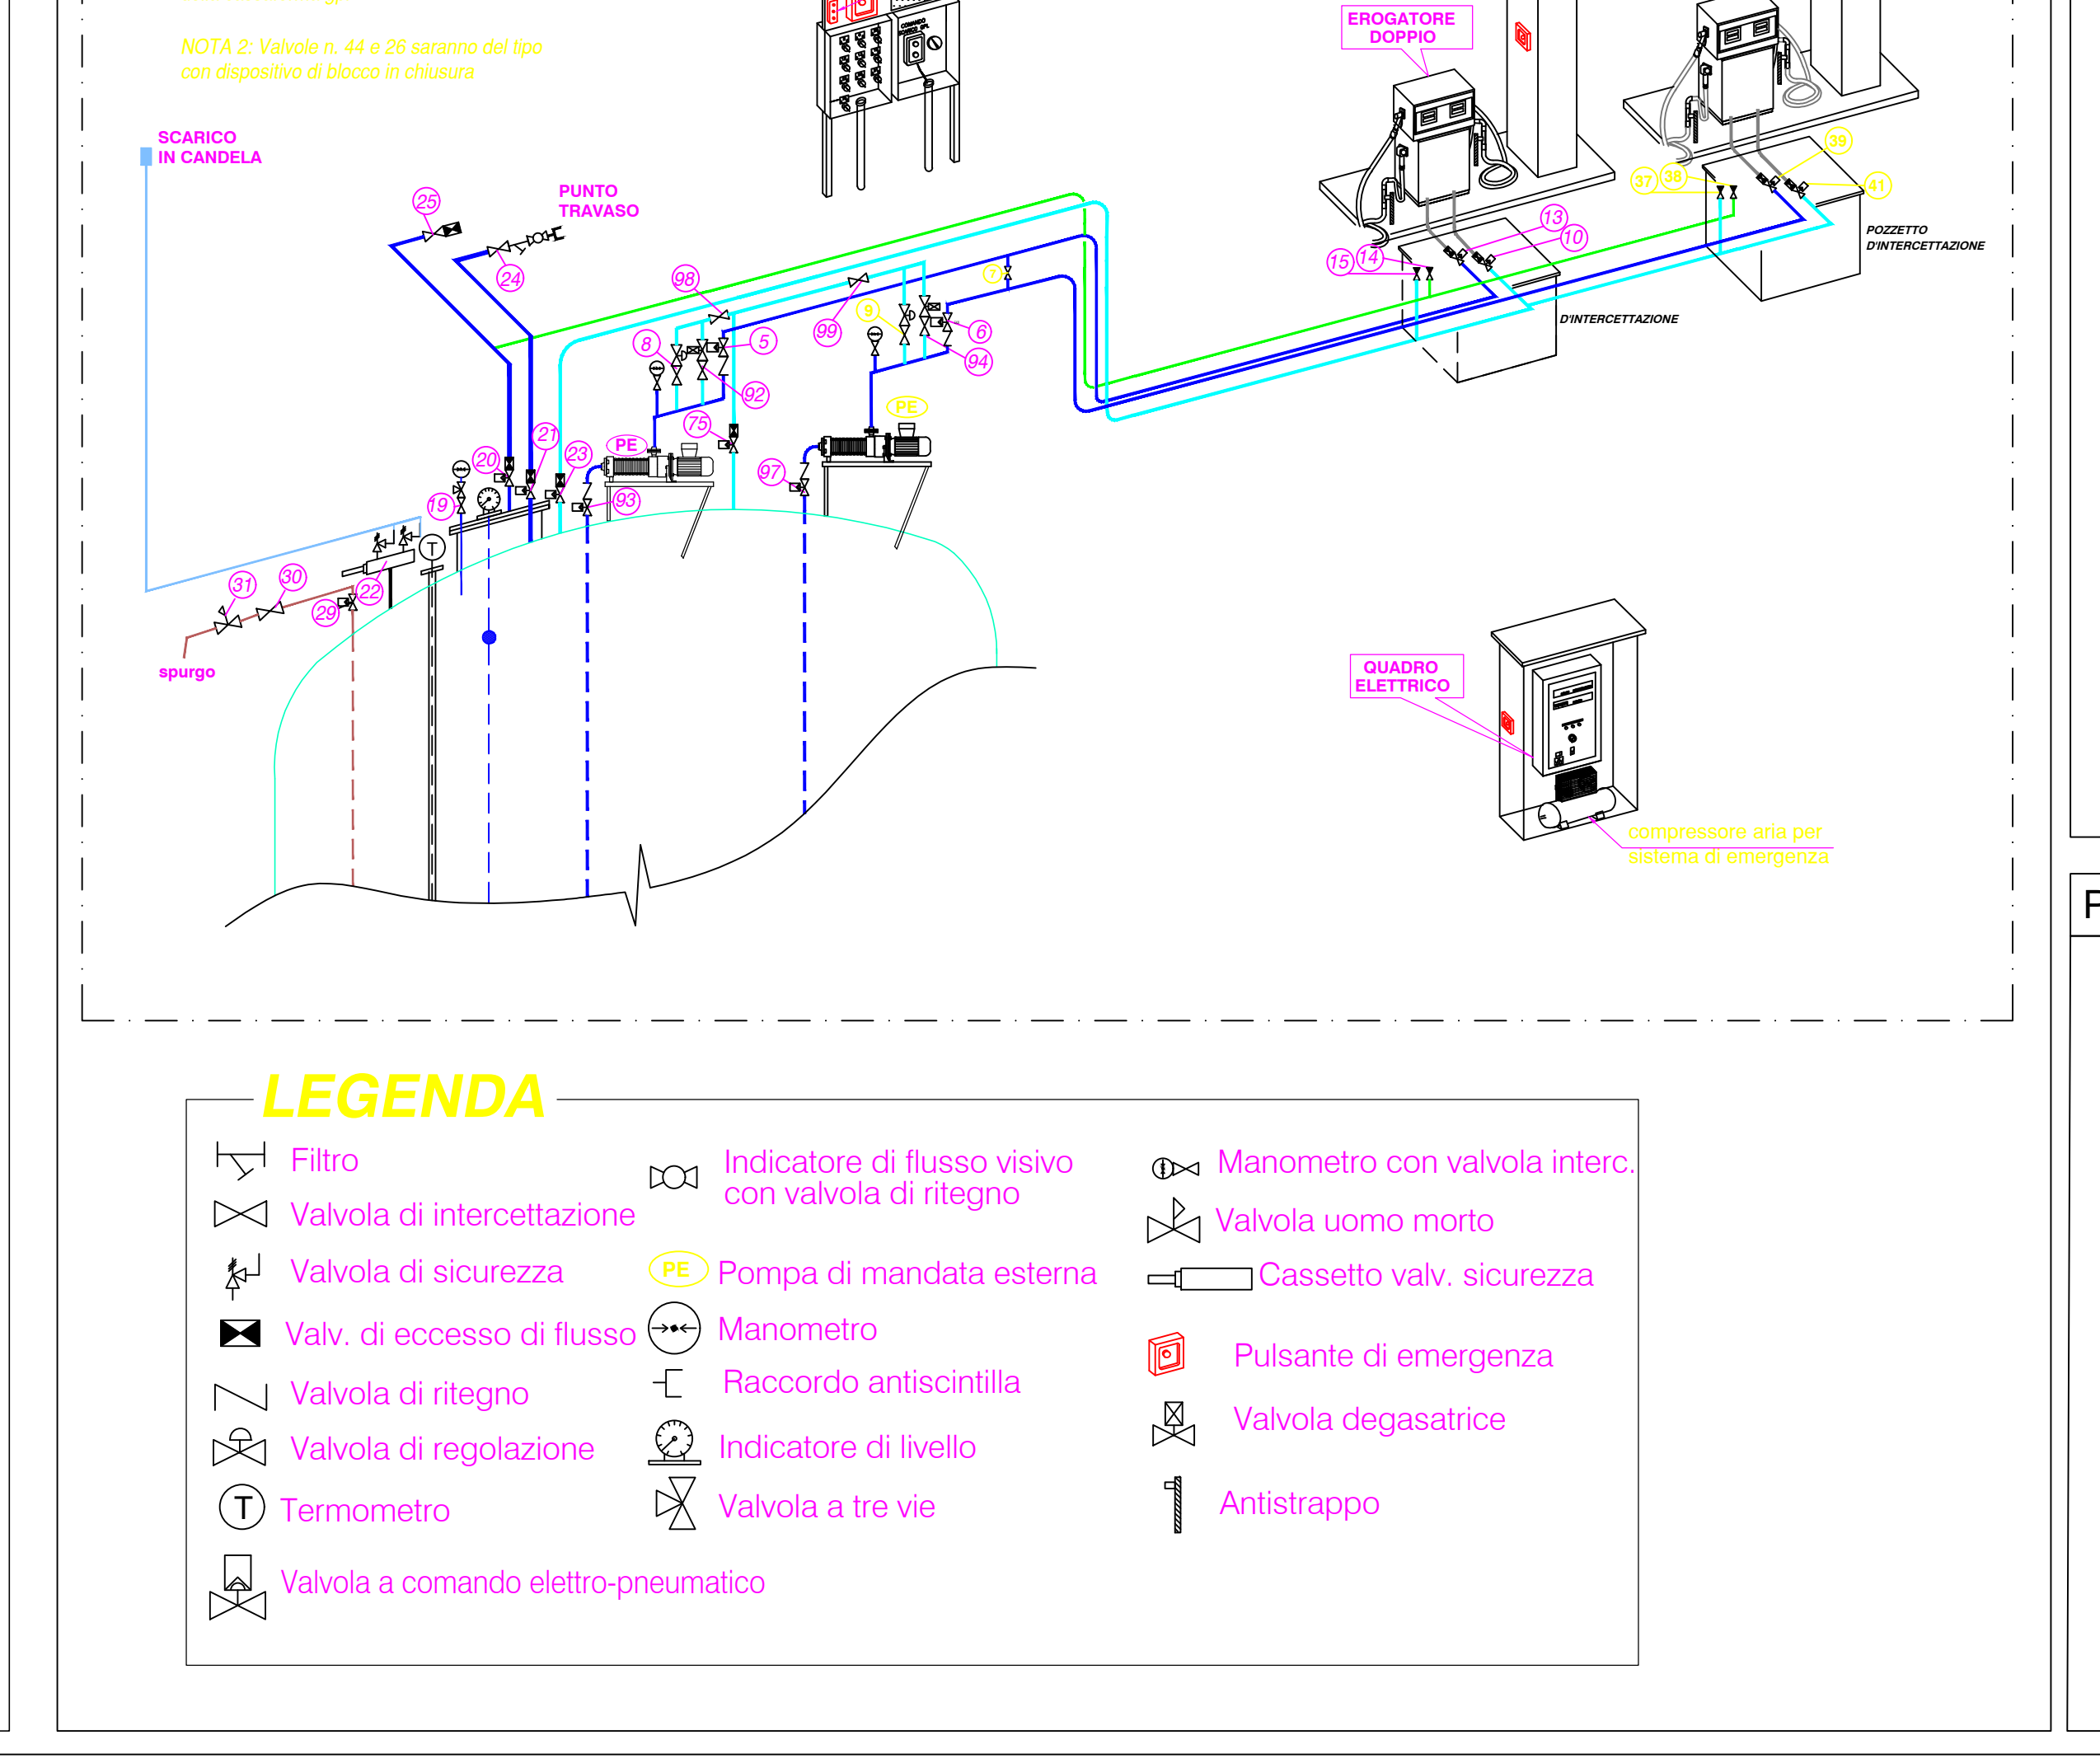 NOTA 2: Valvole n. 44 e 26 saranno del tipo
con dispositivo di blocco in chiusura
COMANDO
SCARICO GPL
EROGATORE
DOPPIO
SCARICO
IN CANDELA
25
PUNTO
TRAVASO
24
39
38
37
41
13
10
14
15
POZZETTO
D'INTERCETTAZIONE
D'INTERCETTAZIONE
98
99
7
9
6
94
8
5
92
75
PE
PE
21
20
23
97
93
19
T
31
30
22
29
spurgo
QUADRO
ELETTRICO
compressore aria per
sistema di emergenza
P
LEGENDA
Filtro
Valvola di intercettazione
Valvola di sicurezza
Valv. di eccesso di flusso
Valvola di ritegno
Valvola di regolazione
T
Termometro
Valvola a comando elettro-pneumatico
Indicatore di flusso visivo
con valvola di ritegno
PE
Pompa di mandata esterna
Manometro
Raccordo antiscintilla
Indicatore di livello
Valvola a tre vie
Manometro con valvola interc.
Valvola uomo morto
Cassetto valv. sicurezza
Pulsante di emergenza
Valvola degasatrice
Antistrappo